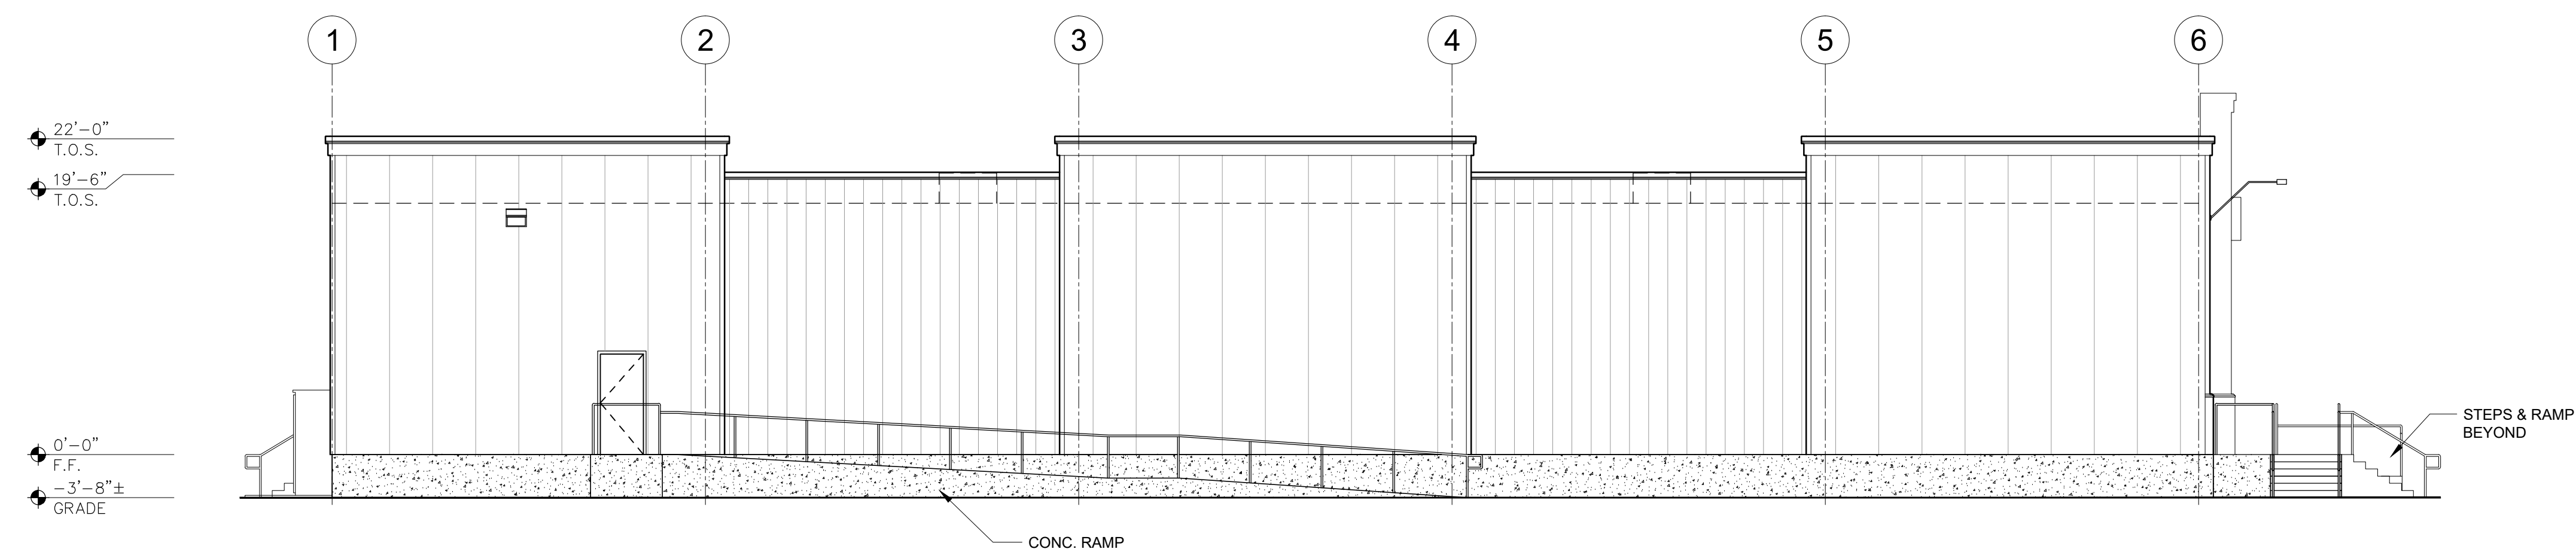 1 2 3 4 5 6
22'-0"
T.O.S.
19'-6"
T.O.S.
STEPS & RAMP
BEYOND
0'-0"
F.F.
-3'-8"±
GRADE
CONC. RAMP